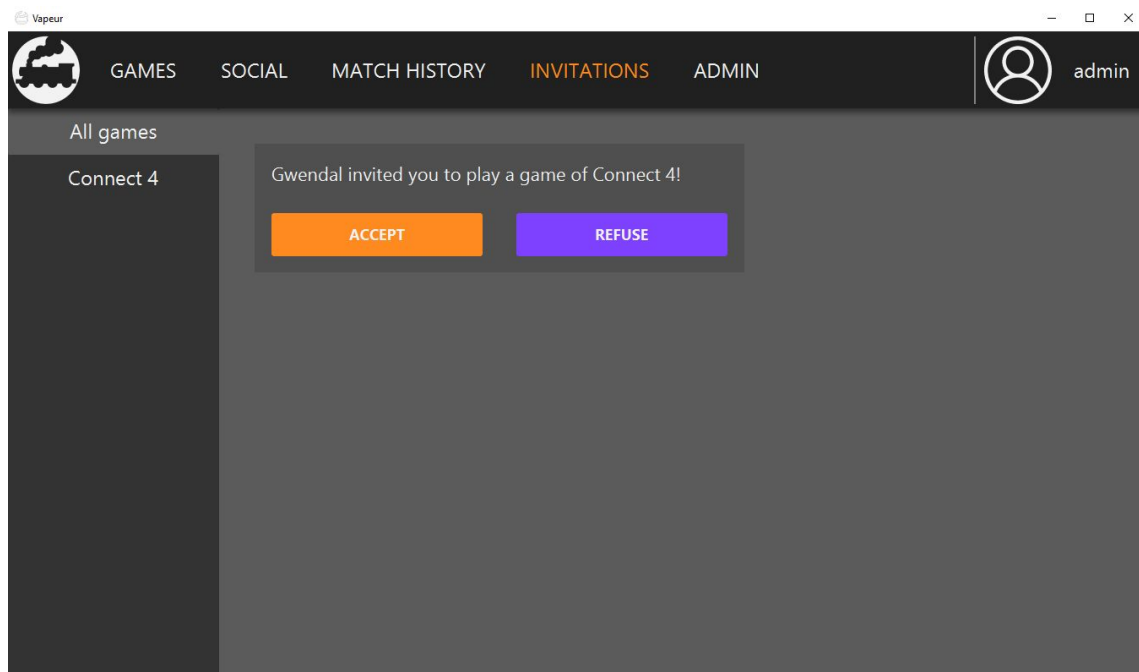 Vapeur
GAMES SOCIAL MATCH HISTORY INVITATIONS ADMIN admin
All games
Connect 4
Gwendal invited you to play a game of Connect 4!
ACCEPT REFUSE